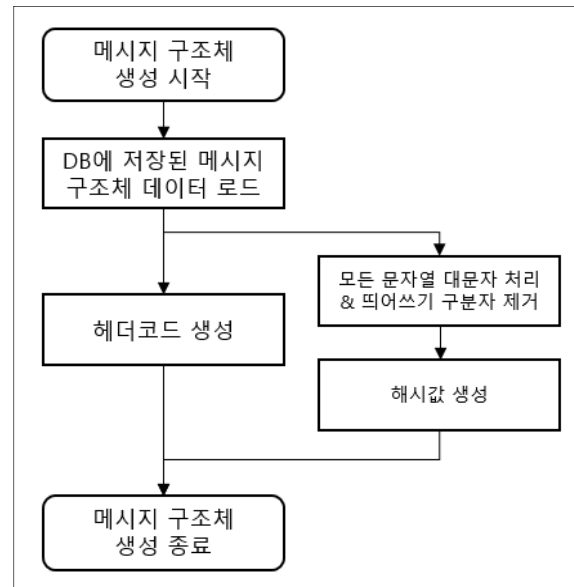 메시지 구조체
생성 시작
DB에 저장된 메시지
구조체 데이터 로드
모든 문자열 대문자 처리
& 띄어쓰기 구분자 제거
헤더코드 생성
해시값 생성
메시지 구조체
생성 종료